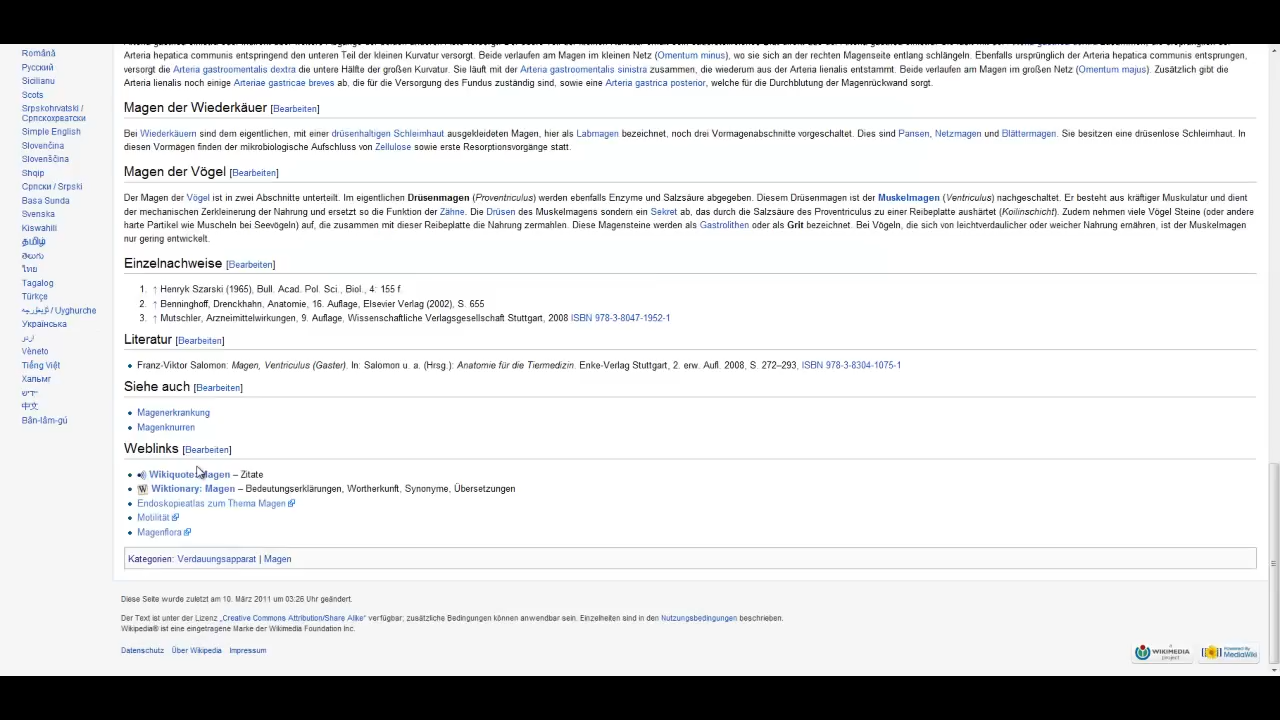 Română
Русский
Sicilianu
Scots
Srpskohrvatski /
Српскохрватски
Simple English
Slovenčina
Slovenščina
Shqip
Српски / Srpski
Basa Sunda
Svenska
Kiswahili
தமிழ்
తెలుగు
ไทย
Tagalog
Türkçe
ئۇيغۇرچە / Uyghurche
Українська
اردو
Vèneto
Tiếng Việt
Хальмг
ייִדיש
中文
Bân-lâm-gú
Arteria hepatica communis entspringend den unteren Teil der kleinen Kurvatur versorgt. Beide verlaufen am Magen im kleinen Netz (Omentum minus), wo sie sich an der rechten Magenseite entlang schlängeln. Ebenfalls ursprünglich der Arteria hepatica communis entsprungen,
versorgt die Arteria gastroomentalis dextra die untere Hälfte der großen Kurvatur. Sie läuft mit der Arteria gastroomentalis sinistra zusammen, die wiederum aus der Arteria lienalis entstammt. Beide verlaufen am Magen im großen Netz (Omentum majus). Zusätzlich gibt die
Arteria lienalis noch einige Arteriae gastricae breves ab, die für die Versorgung des Fundus zuständig sind, sowie eine Arteria gastrica posterior, welche für die Durchblutung der Magenrückwand sorgt.
Magen der Wiederkäuer [Bearbeiten]
Bei Wiederkäuern sind dem eigentlichen, mit einer drüsenhaltigen Schleimhaut ausgekleideten Magen, hier als Labmagen bezeichnet, noch drei Vormagenabschnitte vorgeschaltet. Dies sind Pansen, Netzmagen und Blättermagen. Sie besitzen eine drüsenlose Schleimhaut. In
diesen Vormägen finden der mikrobiologische Aufschluss von Zellulose sowie erste Resorptionsvorgänge statt.
Magen der Vögel [Bearbeiten]
Der Magen der Vögel ist in zwei Abschnitte unterteilt. Im eigentlichen Drüsenmagen (Proventriculus) werden ebenfalls Enzyme und Salzsäure abgegeben. Diesem Drüsenmagen ist der Muskelmagen (Ventriculus) nachgeschaltet. Er besteht aus kräftiger Muskulatur und dient
der mechanischen Zerkleinerung der Nahrung und ersetzt so die Funktion der Zähne. Die Drüsen des Muskelmagens sondern ein Sekret ab, das durch die Salzsäure des Proventriculus zu einer Reibeplatte aushärtet (Koilinschicht). Zudem nehmen viele Vögel Steine (oder andere
harte Partikel wie Muscheln bei Seevögeln) auf, die zusammen mit dieser Reibeplatte die Nahrung zermahlen. Diese Magensteine werden als Gastrolithen oder als Grit bezeichnet. Bei Vögeln, die sich von leichtverdaulicher oder weicher Nahrung ernähren, ist der Muskelmagen
nur gering entwickelt.
Einzelnachweise [Bearbeiten]
1. ↑ Henryk Szarski (1965), Bull. Acad. Pol. Sci., Biol., 4: 155 f
2. ↑ Benninghoff, Drenckhahn, Anatomie, 16. Auflage, Elsevier Verlag (2002), S. 655
3. ↑ Mutschler, Arzneimittelwirkungen, 9. Auflage, Wissenschaftliche Verlagsgesellschaft Stuttgart, 2008 ISBN 978-3-8047-1952-1
Literatur [Bearbeiten]
Franz-Viktor Salomon: Magen, Ventriculus (Gaster). In: Salomon u. a. (Hrsg.): Anatomie für die Tiermedizin. Enke-Verlag Stuttgart, 2. erw. Aufl. 2008, S. 272–293, ISBN 978-3-8304-1075-1
Siehe auch [Bearbeiten]
Magenerkrankung
Magenknurren
Weblinks [Bearbeiten]
Wikiquote: Magen – Zitate
W Wiktionary: Magen – Bedeutungserklärungen, Wortherkunft, Synonyme, Übersetzungen
Endoskopieatlas zum Thema Magen
Motilität
Magenflora
Kategorien: Verdauungsapparat | Magen
Diese Seite wurde zuletzt am 10. März 2011 um 03:26 Uhr geändert.
Der Text ist unter der Lizenz „Creative Commons Attribution/Share Alike“ verfügbar; zusätzliche Bedingungen können anwendbar sein. Einzelheiten sind in den Nutzungsbedingungen beschrieben.
Wikipedia® ist eine eingetragene Marke der Wikimedia Foundation Inc.
Datenschutz Über Wikipedia Impressum
A WIKIMEDIA project
Powered By MediaWiki